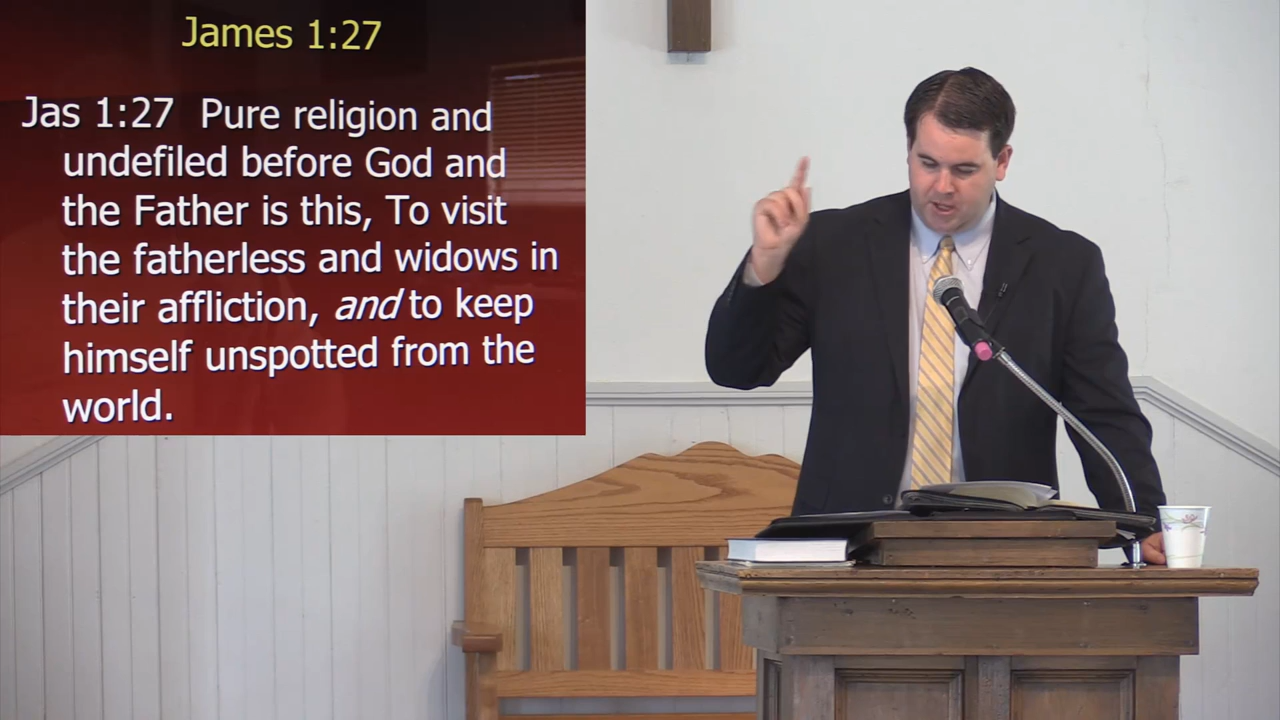 James 1:27
Jas 1:27 Pure religion and
undefiled before God and
the Father is this, To visit
the fatherless and widows in
their affliction, and to keep
himself unspotted from the
world.